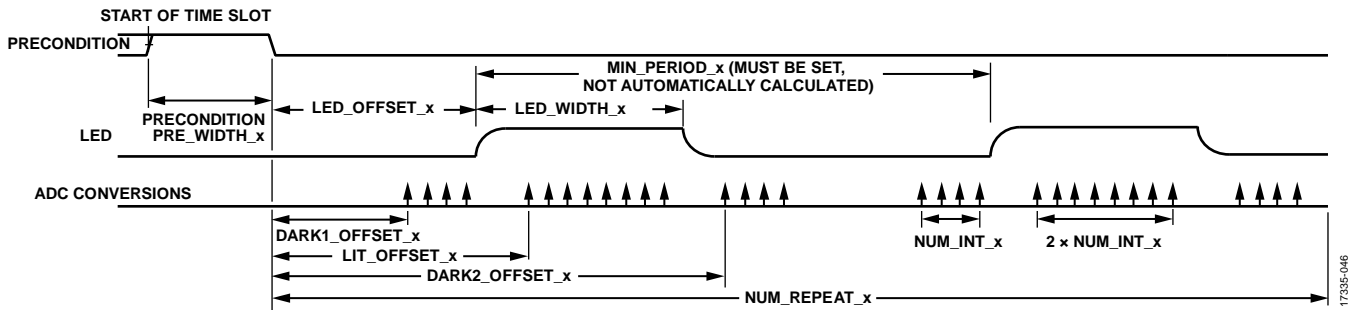 START OF TIME SLOT
PRECONDITION
MIN_PERIOD_x (MUST BE SET,
NOT AUTOMATICALLY CALCULATED)
LED_OFFSET_x
LED_WIDTH_x
PRECONDITION
PRE_WIDTH_x
LED
ADC CONVERSIONS
DARK1_OFFSET_x
NUM_INT_x
2 × NUM_INT_x
LIT_OFFSET_x
DARK2_OFFSET_x
NUM_REPEAT_x
17335-046